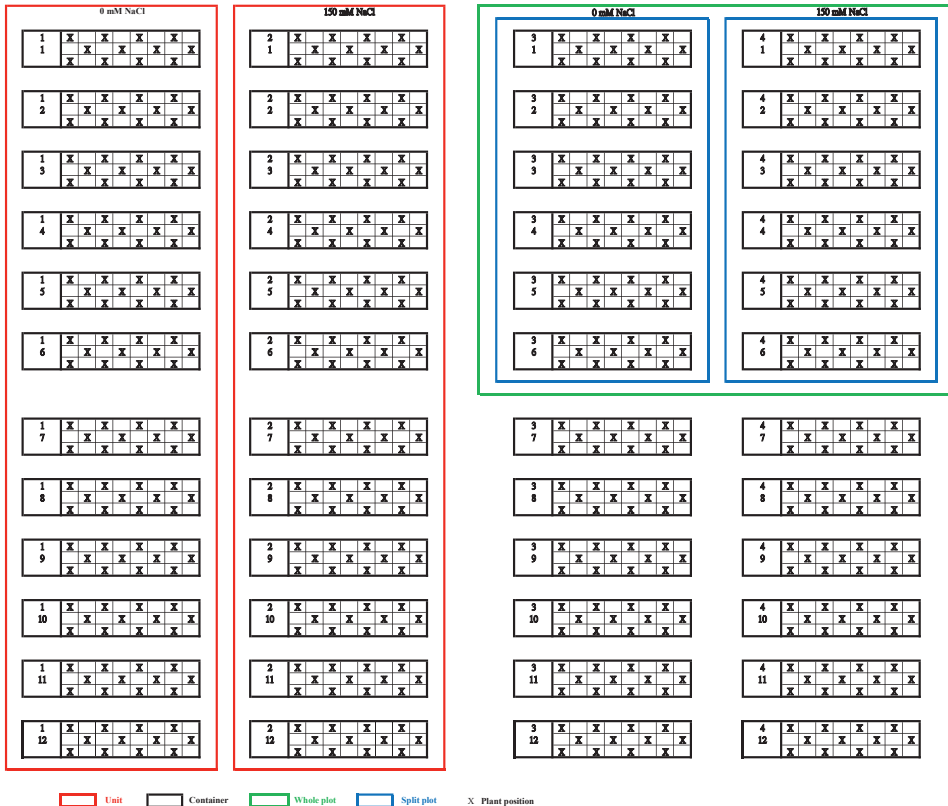 0 mM NaCl 150 mM NaCl 0 mM NaCl 150 mM NaCl
1 X X X X 2 X X X X 3 X X X X 4 X X X X
1 X X X X 1 X X X X 1 X X X X 1 X X X X
X X X X X X X X X X X X X X X X
1 X X X X 2 X X X X 3 X X X X 4 X X X X
2 X X X X 2 X X X X 2 X X X X 2 X X X X
X X X X X X X X X X X X X X X X
1 X X X X 2 X X X X 3 X X X X 4 X X X X
3 X X X X 3 X X X X 3 X X X X 3 X X X X
X X X X X X X X X X X X X X X X
1 X X X X 2 X X X X 3 X X X X 4 X X X X
4 X X X X 4 X X X X 4 X X X X 4 X X X X
X X X X X X X X X X X X X X X X
1 X X X X 2 X X X X 3 X X X X 4 X X X X
5 X X X X 5 X X X X 5 X X X X 5 X X X X
X X X X X X X X X X X X X X X X
1 X X X X 2 X X X X 3 X X X X 4 X X X X
6 X X X X 6 X X X X 6 X X X X 6 X X X X
X X X X X X X X X X X X X X X X
1 X X X X 2 X X X X 3 X X X X 4 X X X X
7 X X X X 7 X X X X 7 X X X X 7 X X X X
X X X X X X X X X X X X X X X X
1 X X X X 2 X X X X 3 X X X X 4 X X X X
8 X X X X 8 X X X X 8 X X X X 8 X X X X
X X X X X X X X X X X X X X X X
1 X X X X 2 X X X X 3 X X X X 4 X X X X
9 X X X X 9 X X X X 9 X X X X 9 X X X X
X X X X X X X X X X X X X X X X
1 X X X X 2 X X X X 3 X X X X 4 X X X X
10 X X X X 10 X X X X 10 X X X X 10 X X X X
X X X X X X X X X X X X X X X X
1 X X X X 2 X X X X 3 X X X X 4 X X X X
11 X X X X 11 X X X X 11 X X X X 11 X X X X
X X X X X X X X X X X X X X X X
1 X X X X 2 X X X X 3 X X X X 4 X X X X
12 X X X X 12 X X X X 12 X X X X 12 X X X X
X X X X X X X X X X X X X X X X
Unit Container Whole plot Split plot X Plant position